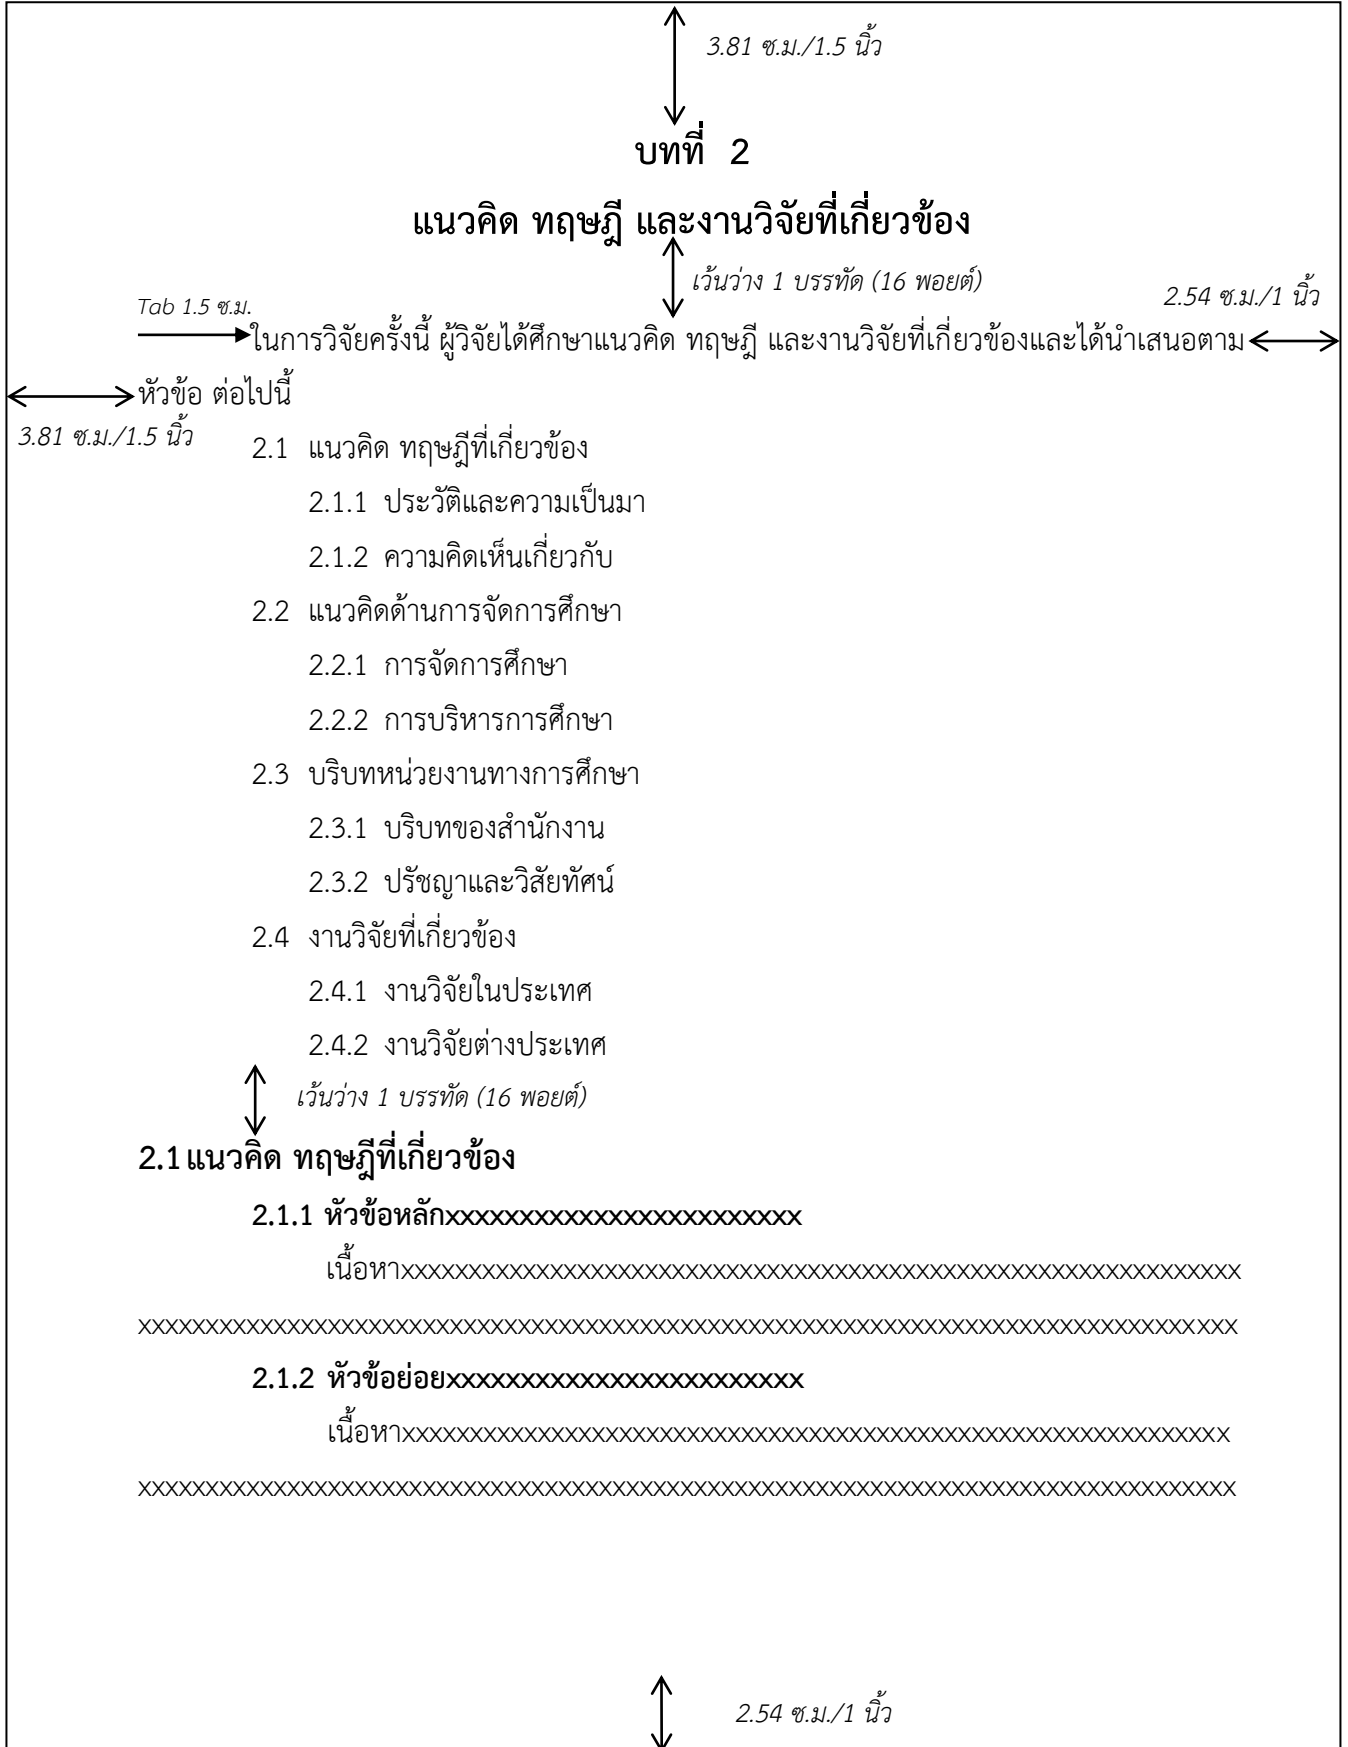 3.81 ซ.ม./1.5 นิ้ว
บทที่ 2
แนวคิด ทฤษฎี และงานวิจัยที่เกี่ยวข้อง
เว้นว่าง 1 บรรทัด (16 พอยต์)
2.54 ซ.ม./1 นิ้ว
Tab 1.5 ซ.ม.
ในการวิจัยครั้งนี้ ผู้วิจัยได้ศึกษาแนวคิด ทฤษฎี และงานวิจัยที่เกี่ยวข้องและได้นำเสนอตาม
หัวข้อ ต่อไปนี้
3.81 ซ.ม./1.5 นิ้ว
2.1 แนวคิด ทฤษฎีที่เกี่ยวข้อง
2.1.1 ประวัติและความเป็นมา
2.1.2 ความคิดเห็นเกี่ยวกับ
2.2 แนวคิดด้านการจัดการศึกษา
2.2.1 การจัดการศึกษา
2.2.2 การบริหารการศึกษา
2.3 บริบทหน่วยงานทางการศึกษา
2.3.1 บริบทของสำนักงาน
2.3.2 ปรัชญาและวิสัยทัศน์
2.4 งานวิจัยที่เกี่ยวข้อง
2.4.1 งานวิจัยในประเทศ
2.4.2 งานวิจัยต่างประเทศ
เว้นว่าง 1 บรรทัด (16 พอยต์)
2.1 แนวคิด ทฤษฎีที่เกี่ยวข้อง
2.1.1 หัวข้อหลักxxxxxxxxxxxxxxxxxxxxxxxx
เนื้อหาxxxxxxxxxxxxxxxxxxxxxxxxxxxxxxxxxxxxxxxxxxxxxxxxxxxxxxxxxxxxxx
xxxxxxxxxxxxxxxxxxxxxxxxxxxxxxxxxxxxxxxxxxxxxxxxxxxxxxxxxxxxxxxxxxxxxxxxxxxxxxxxx
2.1.2 หัวข้อย่อยxxxxxxxxxxxxxxxxxxxxxxxx
เนื้อหาxxxxxxxxxxxxxxxxxxxxxxxxxxxxxxxxxxxxxxxxxxxxxxxxxxxxxxxxxxxxx
xxxxxxxxxxxxxxxxxxxxxxxxxxxxxxxxxxxxxxxxxxxxxxxxxxxxxxxxxxxxxxxxxxxxxxxxxxxxxxxxx
2.54 ซ.ม./1 นิ้ว